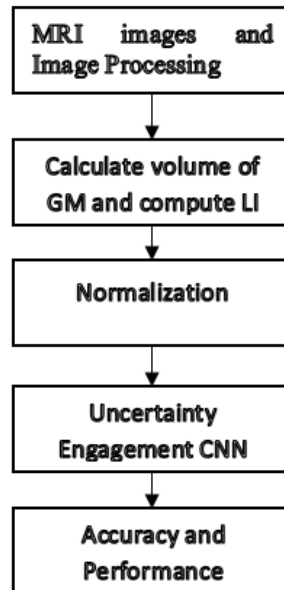 MRI images and
Image Processing
Calculate volume of
GM and compute LI
Normalization
Uncertainty
Engagement CNN
Accuracy and
Performance